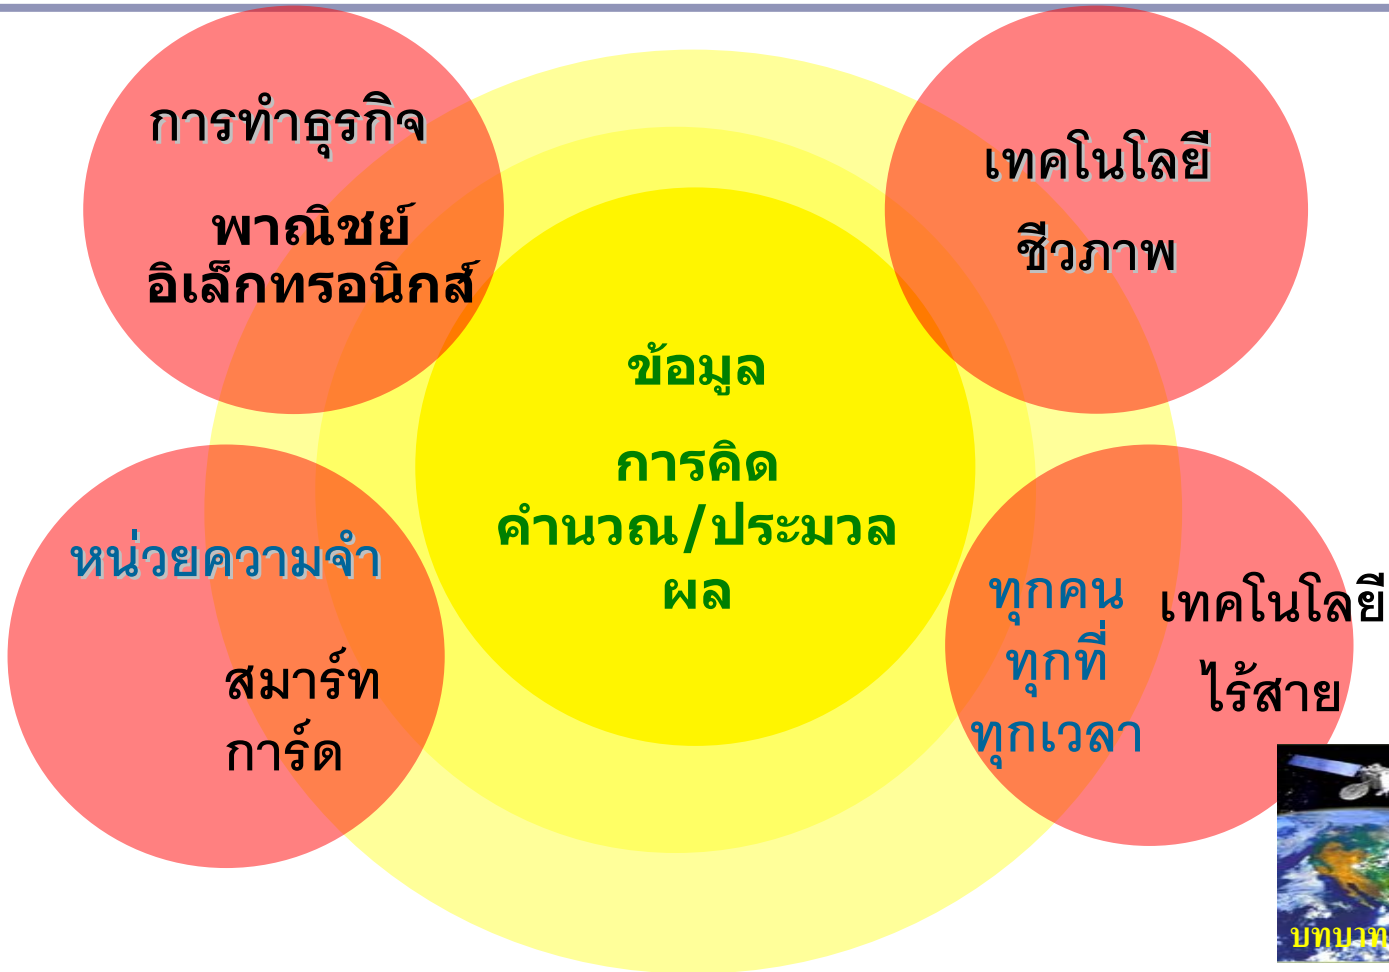 การทำธุรกิจ
พาณิชย์
อิเล็กทรอนิกส์
เทคโนโลยี
ชีวภาพ
ข้อมูล
การคิด
คำนวณ/ประมวล
ผล
หน่วยความจำ
สมาร์ท
การ์ด
ทุกคน
ทุกที่
ทุกเวลา
เทคโนโลยี
ไร้สาย
บทบาท